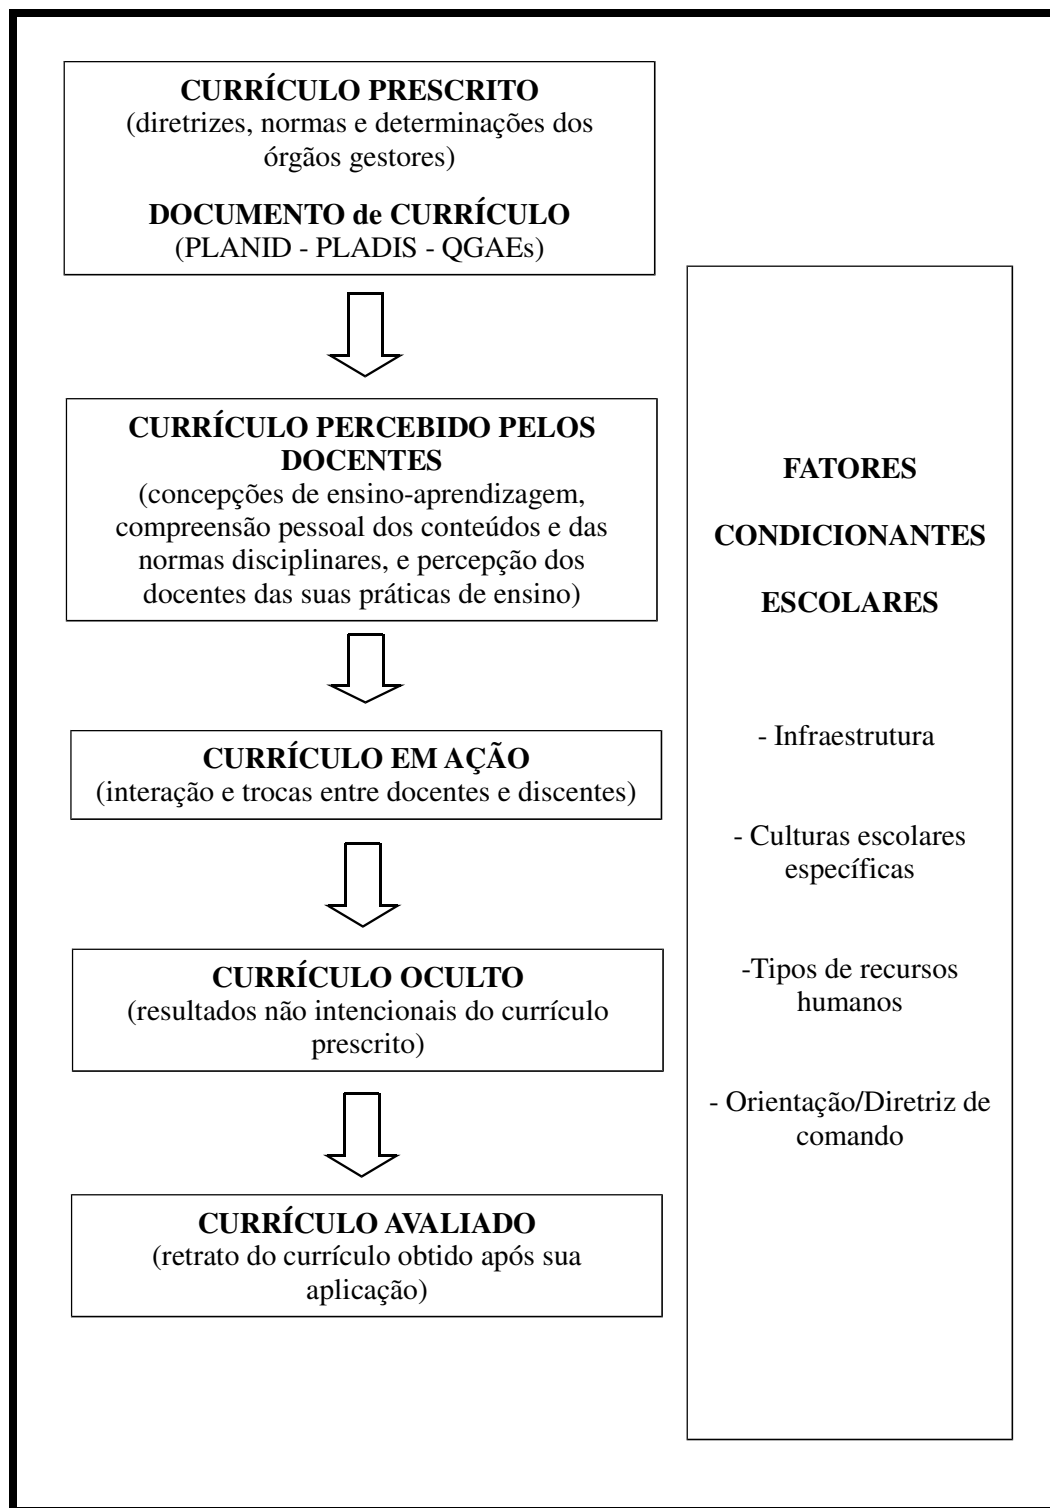 CURRÍCULO PRESCRITO
(diretrizes, normas e determinações dos
órgãos gestores)
DOCUMENTO de CURRÍCULO
(PLANID - PLADIS - QGAEs)
CURRÍCULO PERCEBIDO PELOS
DOCENTES
(concepções de ensino-aprendizagem,
compreensão pessoal dos conteúdos e das
normas disciplinares, e percepção dos
docentes das suas práticas de ensino)
CURRÍCULO EM AÇÃO
(interação e trocas entre docentes e discentes)
CURRÍCULO OCULTO
(resultados não intencionais do currículo
prescrito)
CURRÍCULO AVALIADO
(retrato do currículo obtido após sua
aplicação)
FATORES
CONDICIONANTES
ESCOLARES
- Infraestrutura
- Culturas escolares
específicas
-Tipos de recursos
humanos
- Orientação/Diretriz de
comando